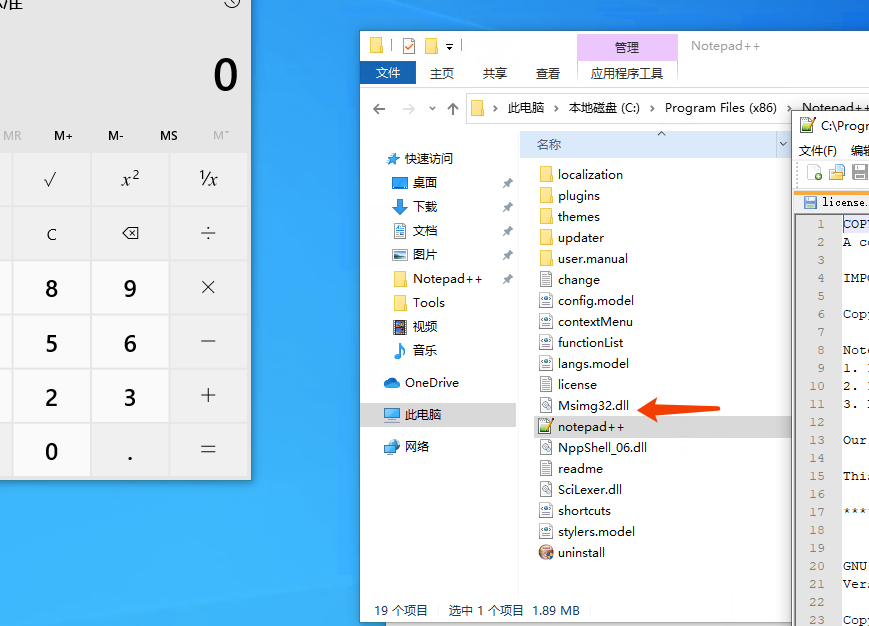 0
MR M+ M- MS M˅
√ x² ¹/x
C ⌫ ÷
8 9 ×
5 6 −
2 3 +
0 . =
管理 Notepad++
文件 主页 共享 查看 应用程序工具
此电脑 › 本地磁盘 (C:) › Program Files (x86) › Notepad++
名称
快速访问
桌面
下载
文档
图片
Notepad++
Tools
视频
音乐
OneDrive
此电脑
网络
localization
plugins
themes
updater
user.manual
change
config.model
contextMenu
functionList
langs.model
license
Msimg32.dll
notepad++
NppShell_06.dll
readme
SciLexer.dll
shortcuts
stylers.model
uninstall
19 个项目 选中 1 个项目 1.89 MB
C:\Progr
文件(F) 编辑
license.
1 COPY
2 A co
3
4 IMPO
5
6 Copy
7
8 Note
9 1.
10 2.
11 3.
12
13 Our
14
15 This
16
17 ***
18
19
20 GNU
21 Vers
22
23 Copy